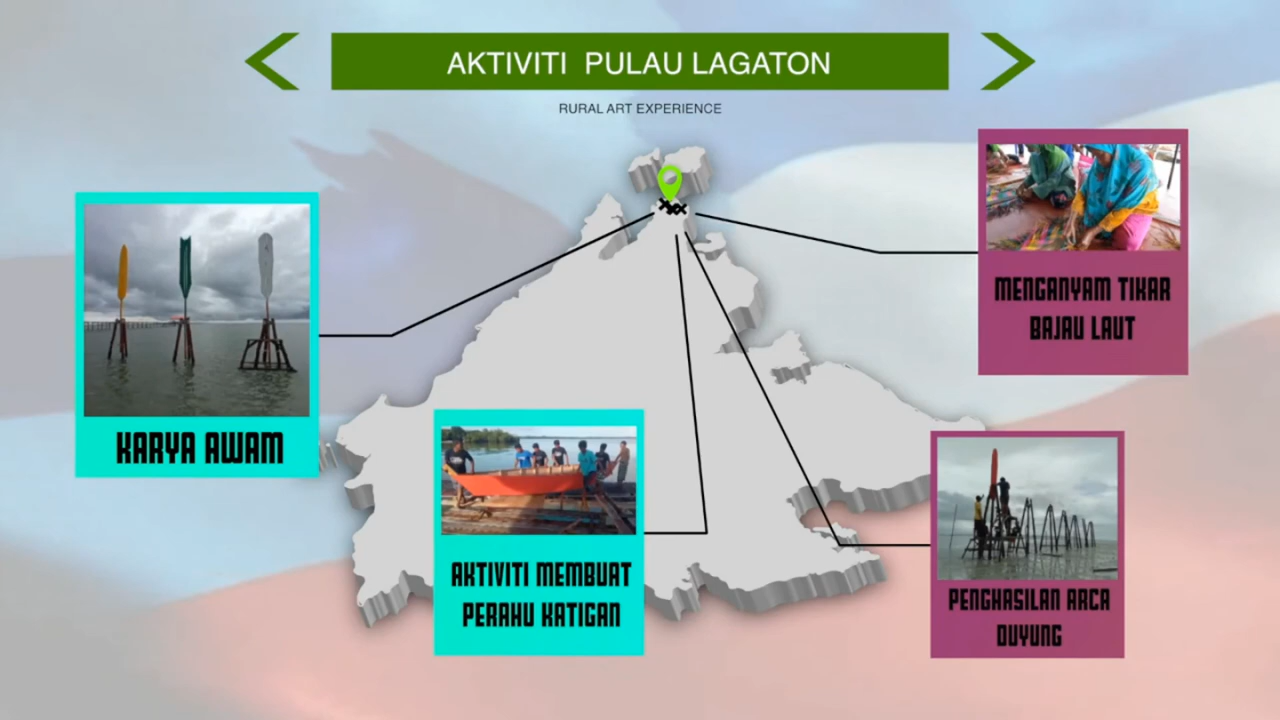 AKTIVITI PULAU LAGATON
RURAL ART EXPERIENCE
KARYA AWAM
MENGANYAM TIKAR
BAJAU LAUT
AKTIVITI MEMBUAT
PERAHU KATIGAN
PENGHASILAN ARCA
DUYUNG